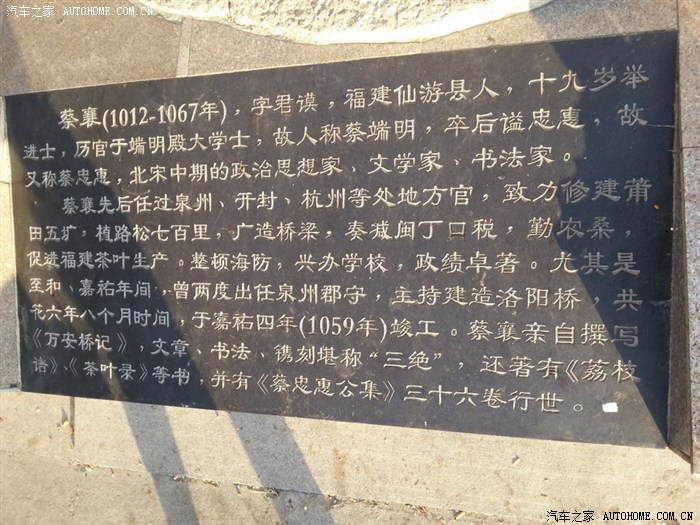 汽车之家 AUTOHOME.COM.CN
蔡襄(1012-1067年)，字君谟，福建仙游县人，十九岁举
进士，历官于端明殿大学士，故人称蔡端明，卒后谥忠惠，故
又称蔡忠惠，北宋中期的政治思想家、文学家、书法家。
蔡襄先后任过泉州、开封、杭州等处地方官，致力修建莆
田五圹，植路松七百里，广造桥梁，奏减闽丁口税，勤农桑，
促进福建茶叶生产。整顿海防，兴办学校，政绩卓著。尤其是
至和、嘉祐年间，曾两度出任泉州郡守，主持建造洛阳桥，共
花六年八个月时间，于嘉祐四年(1059年)竣工。蔡襄亲自撰写
《万安桥记》，文章、书法、镌刻堪称“三绝”，还著有《荔枝
谱》、《茶叶录》等书，并有《蔡忠惠公集》三十六卷行世。
汽车之家 AUTOHOME.COM.CN